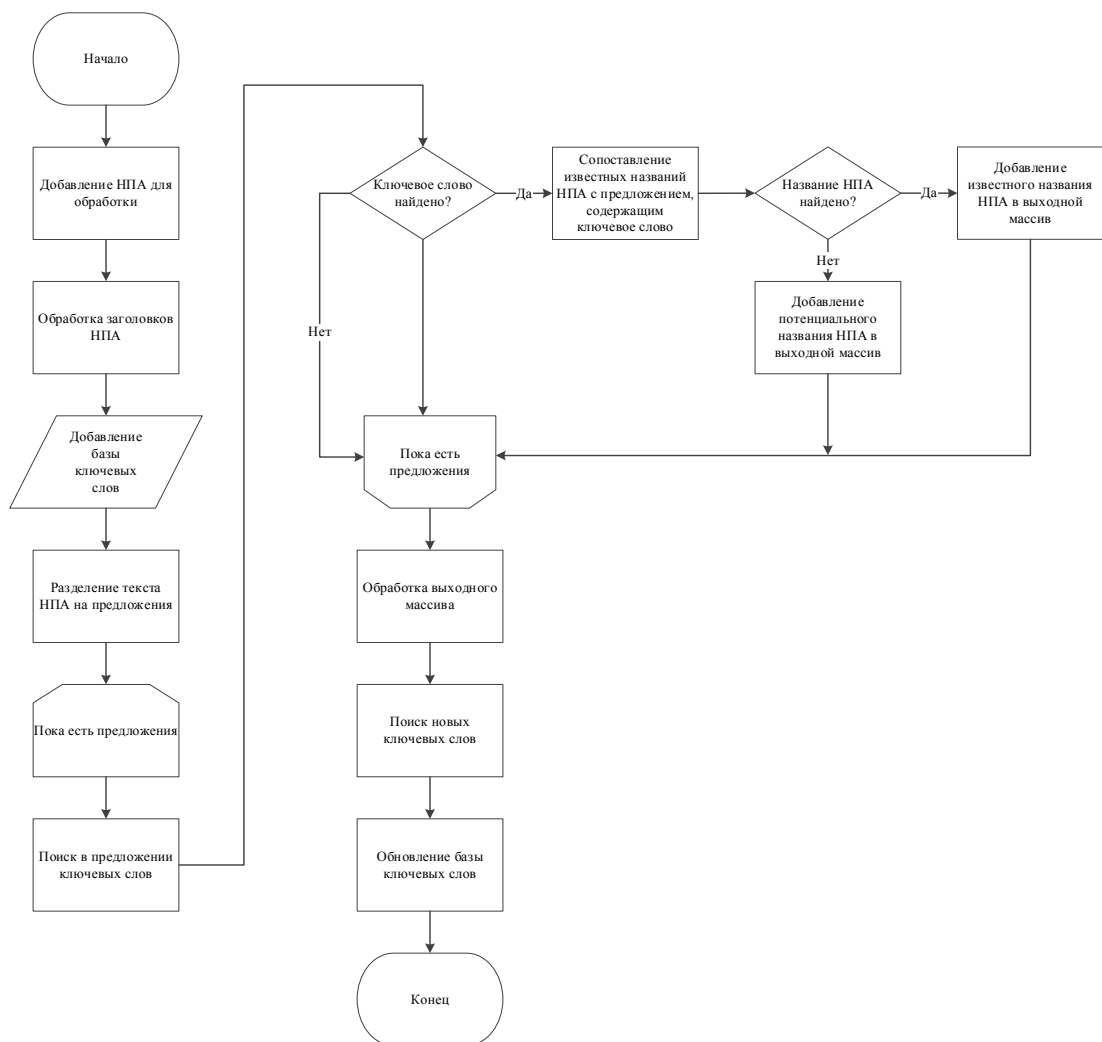 Начало
Добавление НПА для
обработки
Обработка заголовков
НПА
Добавление
базы
ключевых
слов
Разделение текста
НПА на предложения
Пока есть предложения
Поиск в предложении
ключевых слов
Ключевое слово
найдено?
Да
Нет
Сопоставление
известных названий
НПА с предложением,
содержащим
ключевое слово
Название НПА
найдено?
Да
Нет
Добавление
известного названия
НПА в выходной
массив
Добавление
потенциального
названия НПА в
выходной массив
Пока есть
предложения
Обработка выходного
массива
Поиск новых
ключевых слов
Обновление базы
ключевых слов
Конец